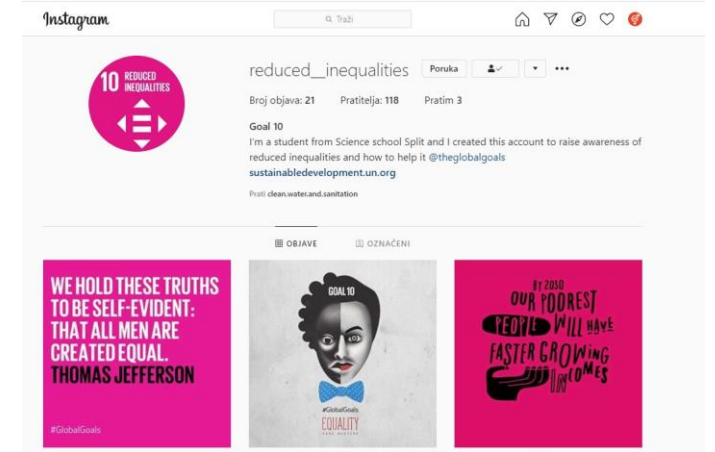 Instagram
Traži
10 REDUCED
INEQUALITIES
reduced__inequalities Poruka
Broj objava: 21 Pratitelja: 118 Pratim 3
Goal 10
I'm a student from Science school Split and I created this account to raise awareness of
reduced inequalities and how to help it @theglobalgoals
sustainabledevelopment.un.org
Prati clean.water.and.sanitation
OBJAVE OZNAČENI
WE HOLD THESE TRUTHS
TO BE SELF-EVIDENT:
THAT ALL MEN ARE
CREATED EQUAL.
THOMAS JEFFERSON
#GlobalGoals
GOAL 10
#GlobalGoals
EQUALITY
BY 2030
OUR POOREST
PEOPLE WILL HAVE
FASTER GROWING
INCOMES